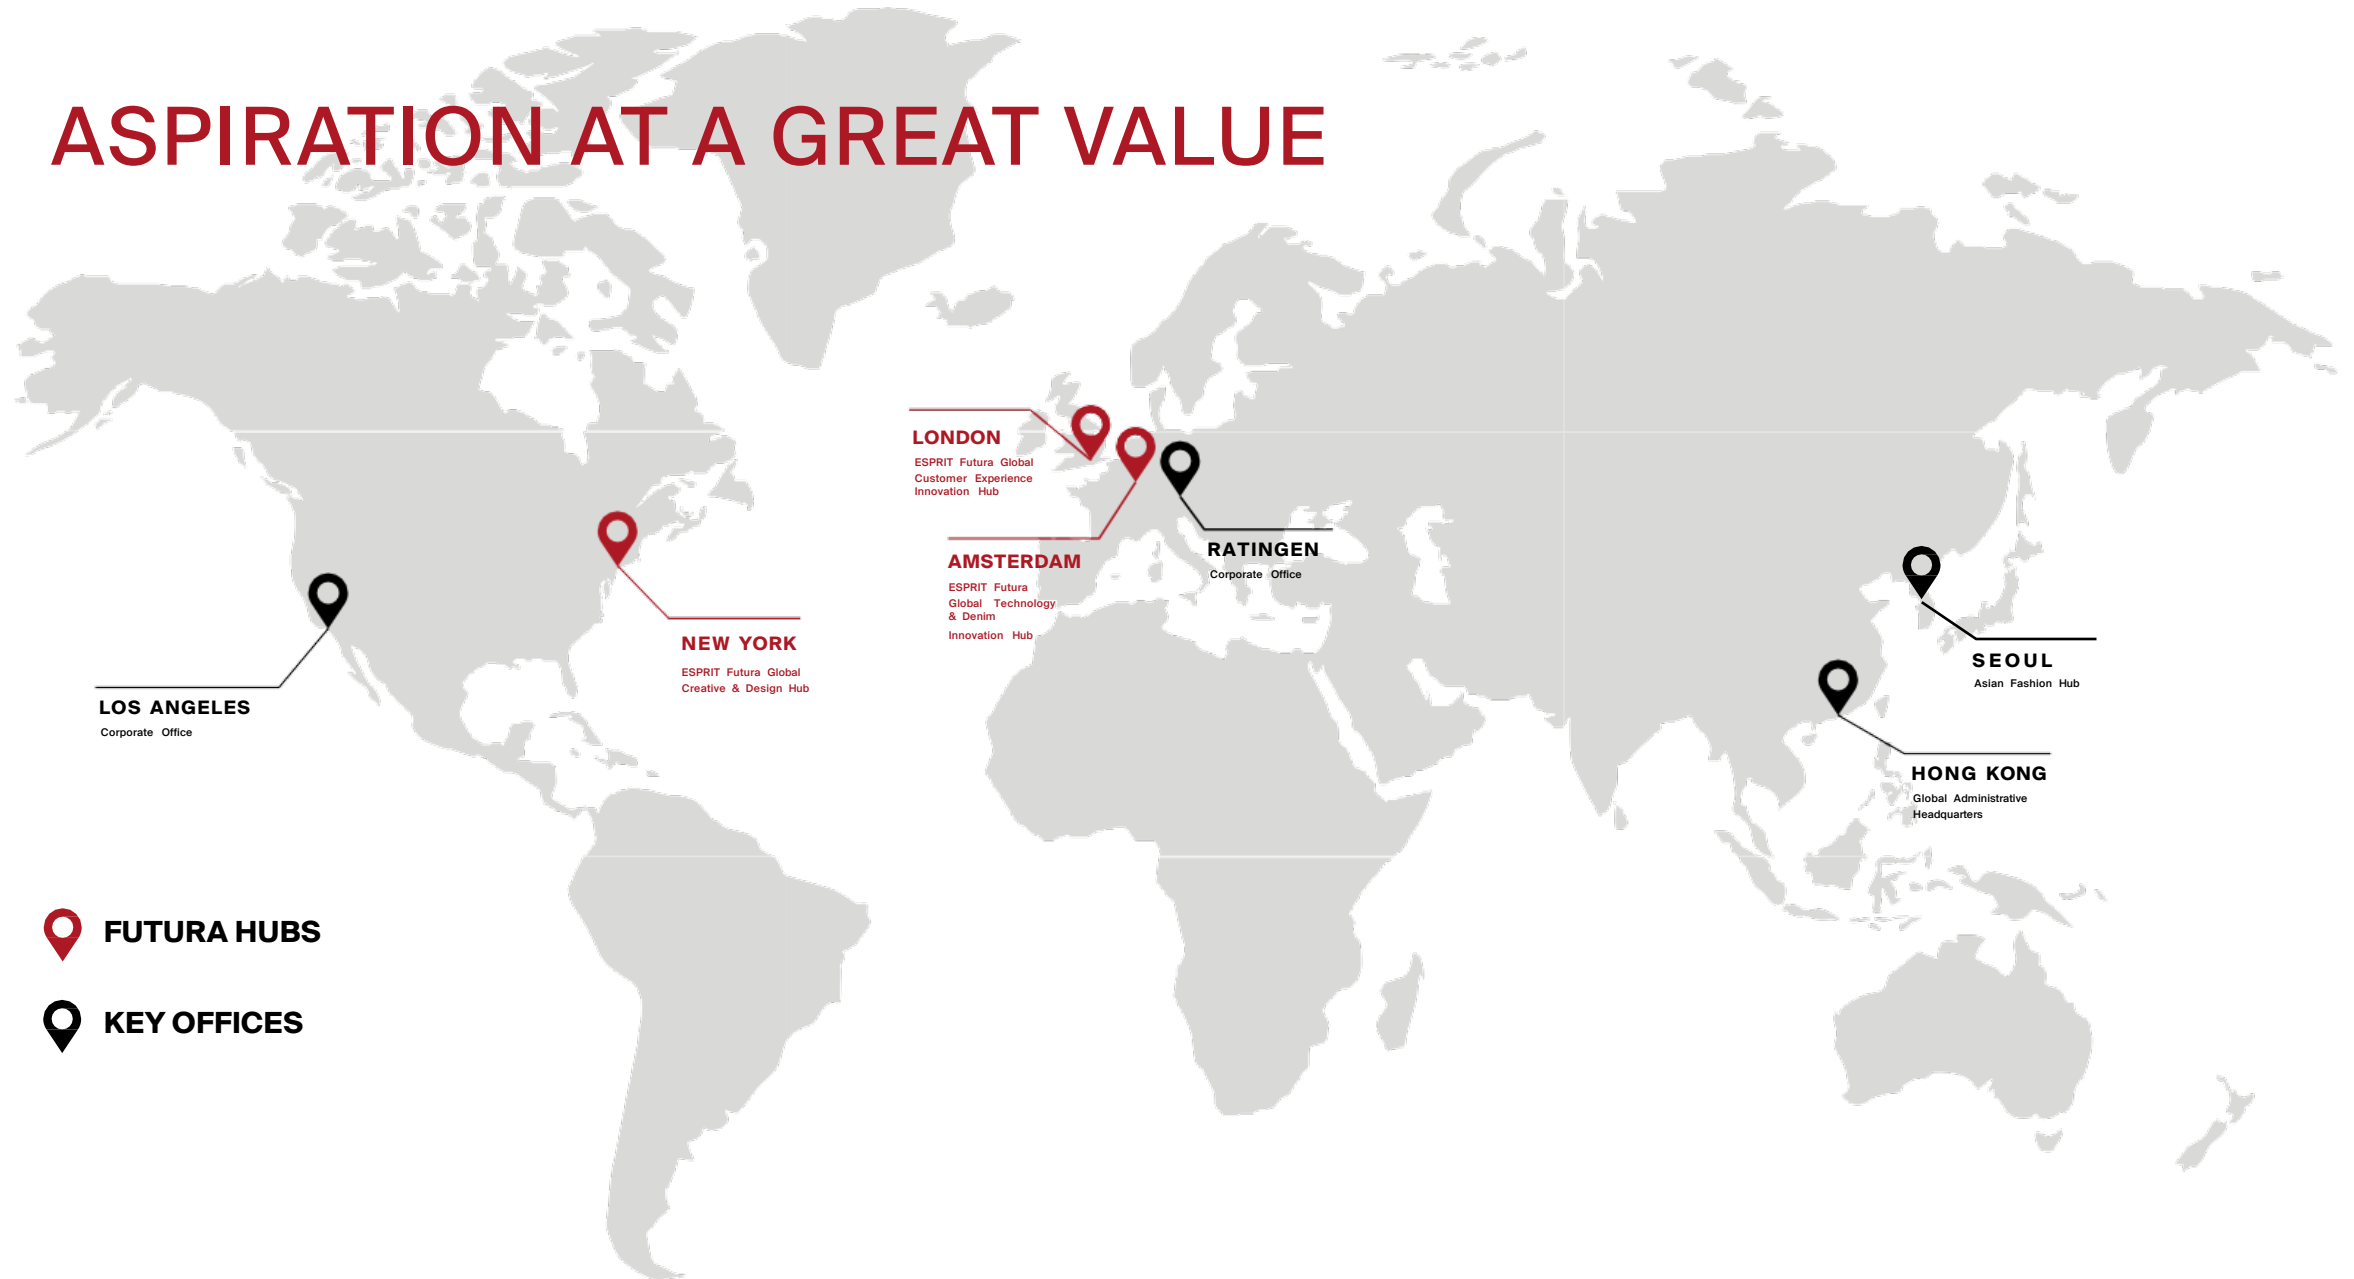 ASPIRATION AT A GREAT VALUE
LONDON
ESPRIT Futura Global
Customer Experience
Innovation Hub
AMSTERDAM
ESPRIT Futura
Global Technology
& Denim
Innovation Hub
RATINGEN
Corporate Office
NEW YORK
ESPRIT Futura Global
Creative & Design Hub
LOS ANGELES
Corporate Office
SEOUL
Asian Fashion Hub
HONG KONG
Global Administrative
Headquarters
FUTURA HUBS
KEY OFFICES